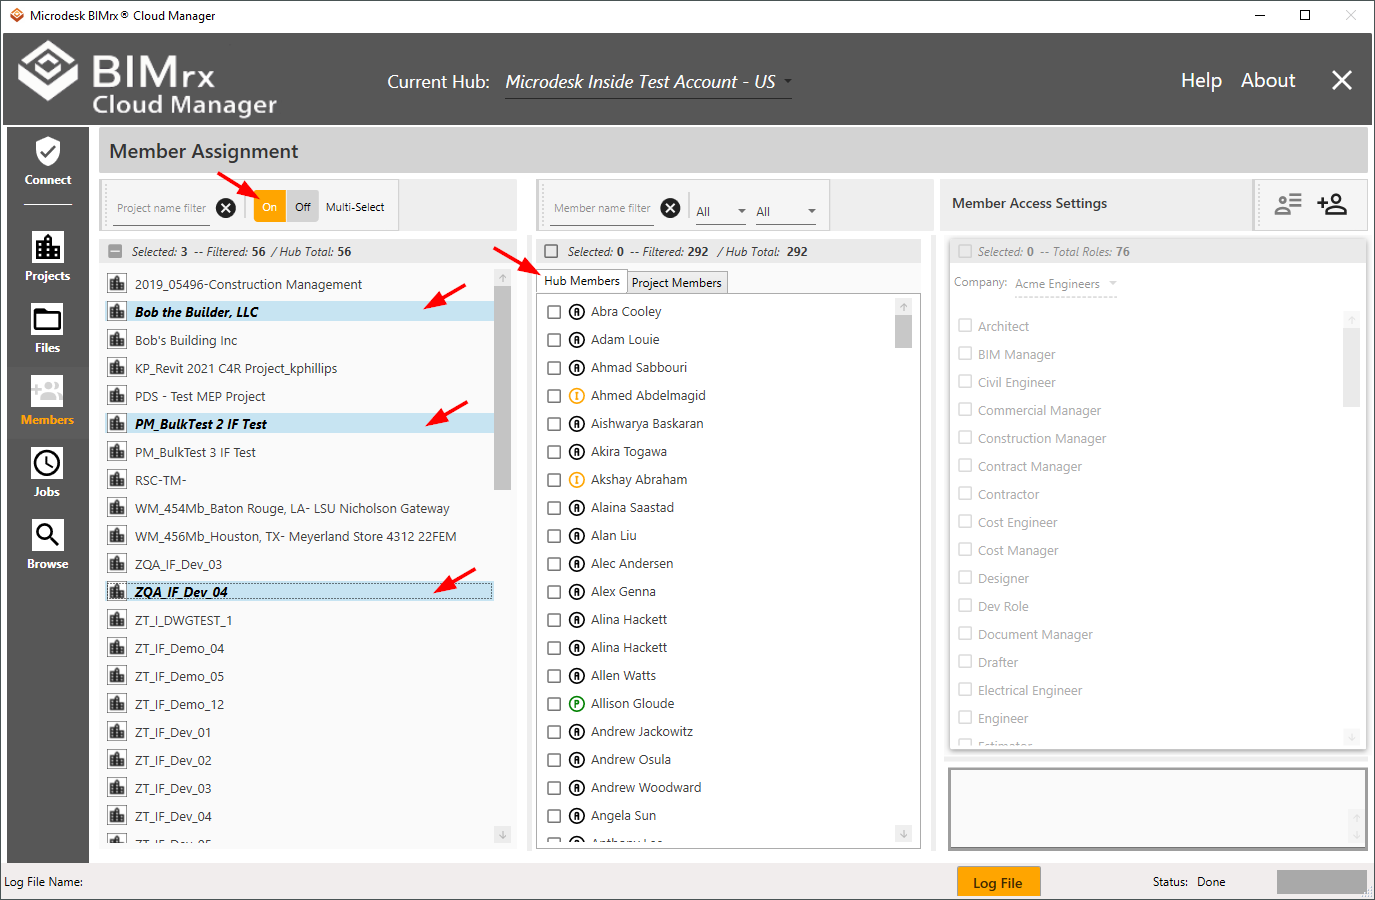 Microdesk BIMrx® Cloud Manager
BIMrx
Cloud Manager
Current Hub: Microdesk Inside Test Account - US
Help About
Connect
Projects
Files
Members
Jobs
Browse
Member Assignment
Project name filter
On Off Multi-Select
Selected: 3 -- Filtered: 56 / Hub Total: 56
2019_05496-Construction Management
Bob the Builder, LLC
Bob's Building Inc
KP_Revit 2021 C4R Project_kphillips
PDS - Test MEP Project
PM_BulkTest 2 IF Test
PM_BulkTest 3 IF Test
RSC-TM-
WM_454Mb_Baton Rouge, LA- LSU Nicholson Gateway
WM_456Mb_Houston, TX- Meyerland Store 4312 22FEM
ZQA_IF_Dev_03
ZQA_IF_Dev_04
ZT_I_DWGTEST_1
ZT_IF_Demo_04
ZT_IF_Demo_05
ZT_IF_Demo_12
ZT_IF_Dev_01
ZT_IF_Dev_02
ZT_IF_Dev_03
ZT_IF_Dev_04
Member name filter
All All
Selected: 0 -- Filtered: 292 / Hub Total: 292
Hub Members Project Members
A Abra Cooley
A Adam Louie
A Ahmad Sabbouri
I Ahmed Abdelmagid
A Aishwarya Baskaran
A Akira Togawa
I Akshay Abraham
A Alaina Saastad
A Alan Liu
A Alec Andersen
A Alex Genna
A Alina Hackett
A Alina Hackett
A Allen Watts
P Allison Gloude
A Andrew Jackowitz
A Andrew Osula
A Andrew Woodward
A Angela Sun
Member Access Settings
Selected: 0 -- Total Roles: 76
Company: Acme Engineers
Architect
BIM Manager
Civil Engineer
Commercial Manager
Construction Manager
Contract Manager
Contractor
Cost Engineer
Cost Manager
Designer
Dev Role
Document Manager
Drafter
Electrical Engineer
Engineer
Log File Name:
Log File
Status: Done